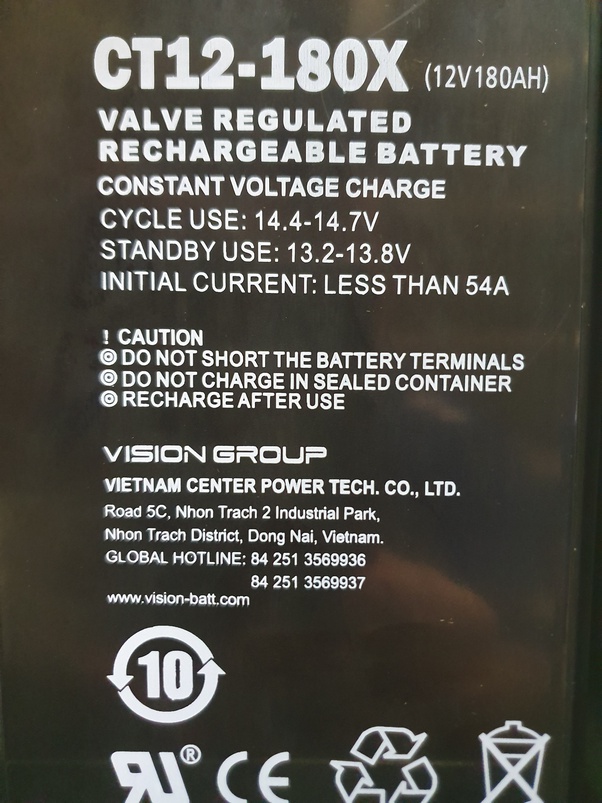 CT12-180X (12V180AH)
VALVE REGULATED
RECHARGEABLE BATTERY
CONSTANT VOLTAGE CHARGE
CYCLE USE: 14.4-14.7V
STANDBY USE: 13.2-13.8V
INITIAL CURRENT: LESS THAN 54A
! CAUTION
◎ DO NOT SHORT THE BATTERY TERMINALS
◎ DO NOT CHARGE IN SEALED CONTAINER
◎ RECHARGE AFTER USE
VISION GROUP
VIETNAM CENTER POWER TECH. CO., LTD.
Road 5C, Nhon Trach 2 Industrial Park,
Nhon Trach District, Dong Nai, Vietnam.
GLOBAL HOTLINE: 84 251 3569936
84 251 3569937
www.vision-batt.com
10
RU® CE